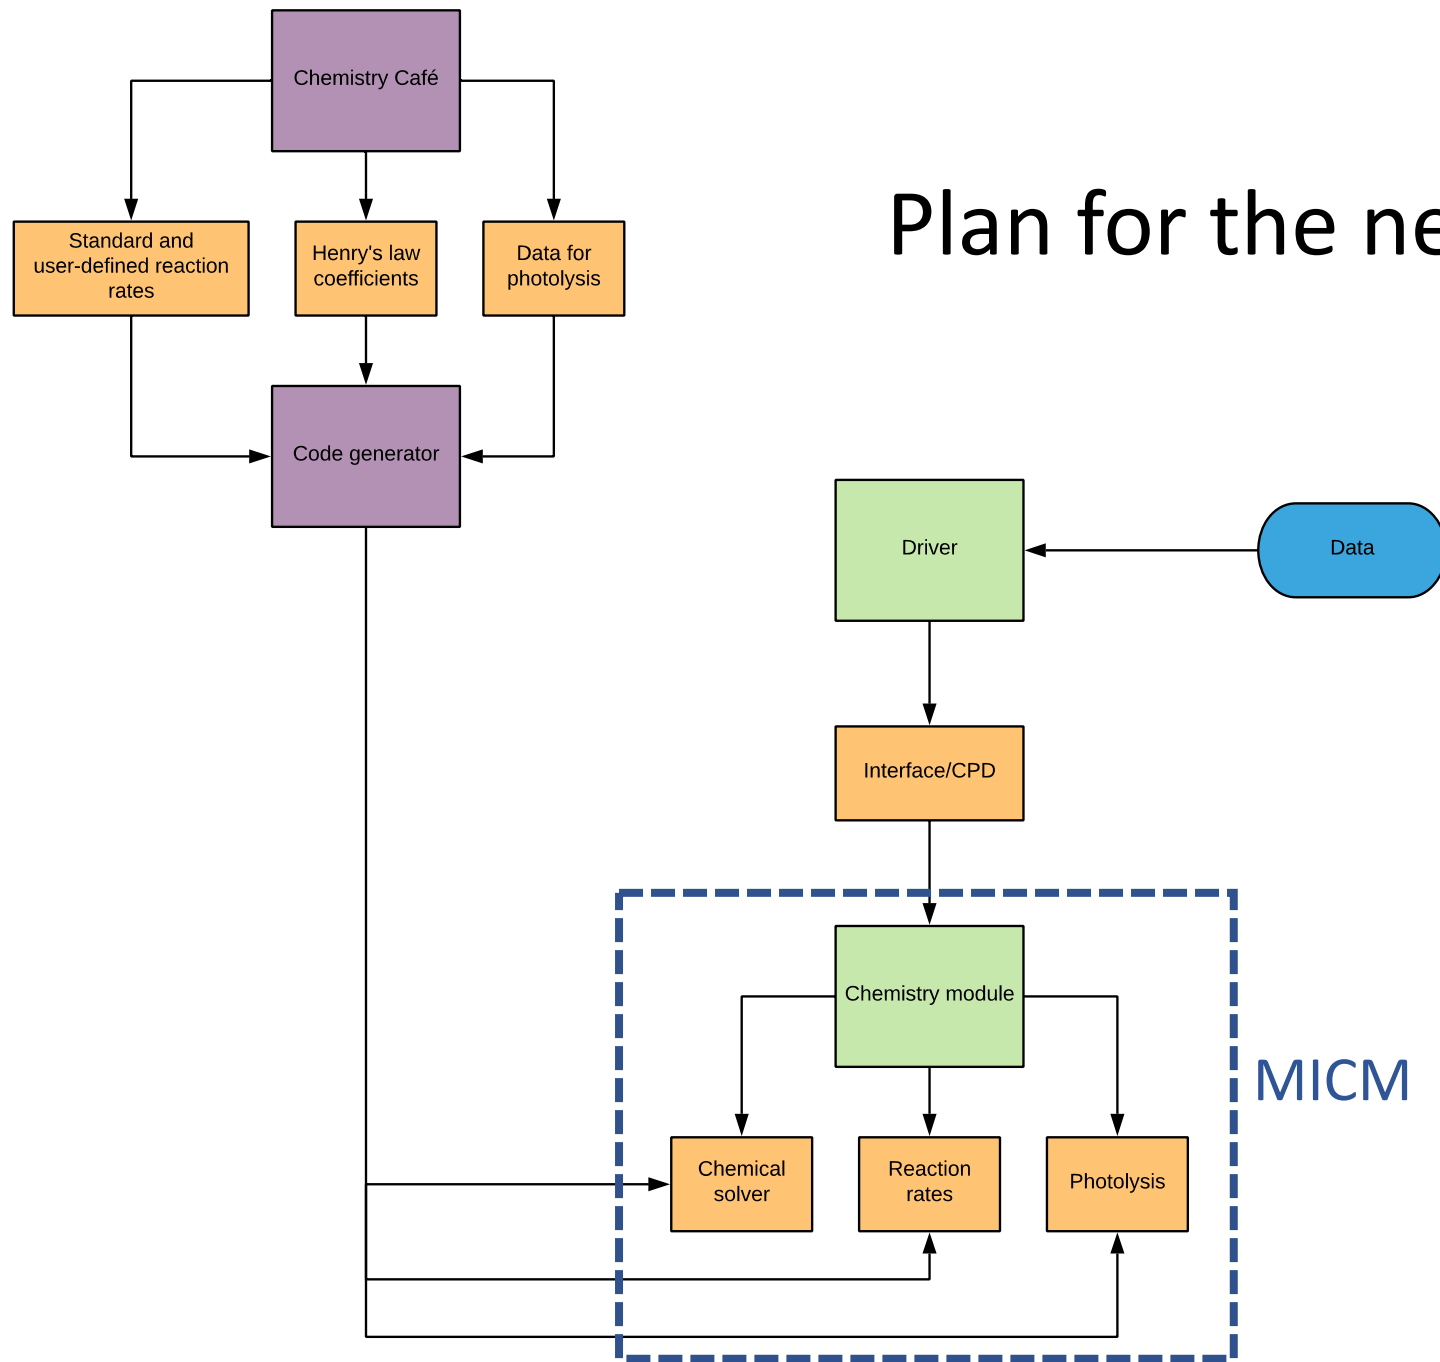 Chemistry Café
Plan for the ne
Standard and
user-defined reaction
rates
Henry's law
coefficients
Data for
photolysis
Code generator
Driver
Data
Interface/CPD
Chemistry module
MICM
Chemical
solver
Reaction
rates
Photolysis